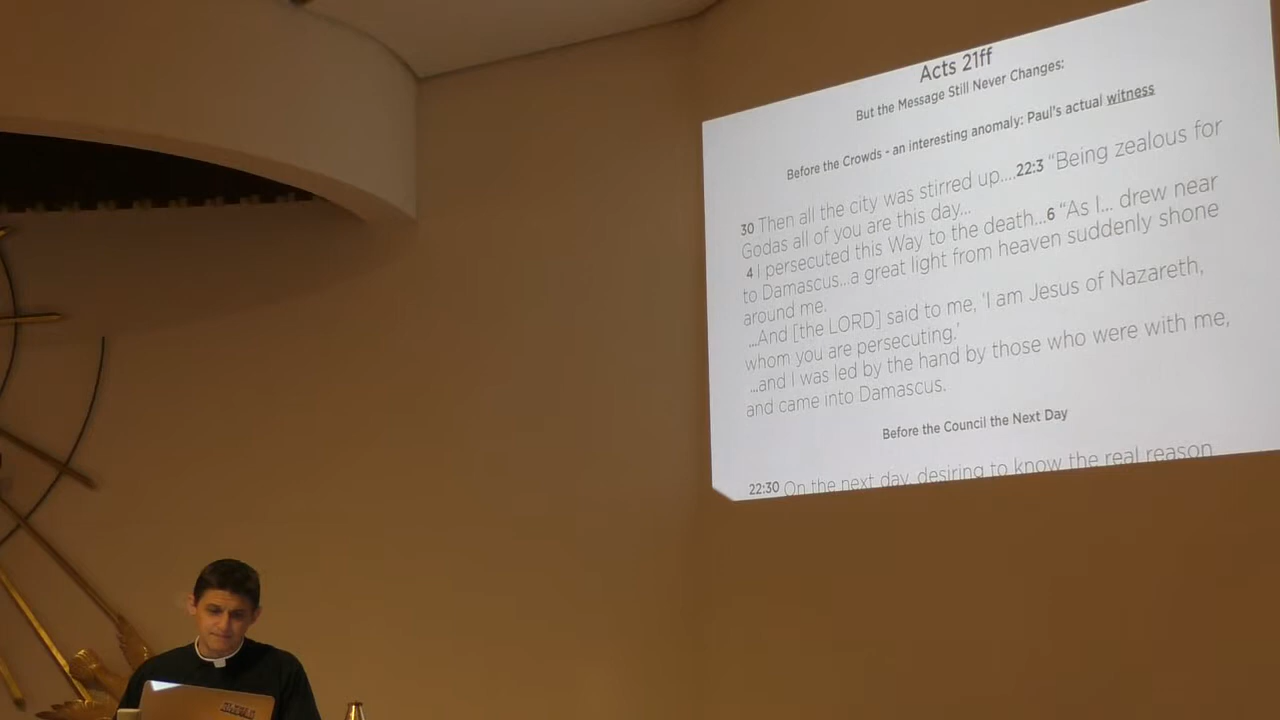 Acts 21ff
But the Message Still Never Changes:
Before the Crowds - an interesting anomaly: Paul's actual witness
30 Then all the city was stirred up....22:3 “Being zealous for
Godas all of you are this day...
4 I persecuted this Way to the death...6 “As I... drew near
to Damascus...a great light from heaven suddenly shone
around me.
...And [the LORD] said to me, 'I am Jesus of Nazareth,
whom you are persecuting.'
...and I was led by the hand by those who were with me,
and came into Damascus.
Before the Council the Next Day
22:30 On the next day, desiring to know the real reason